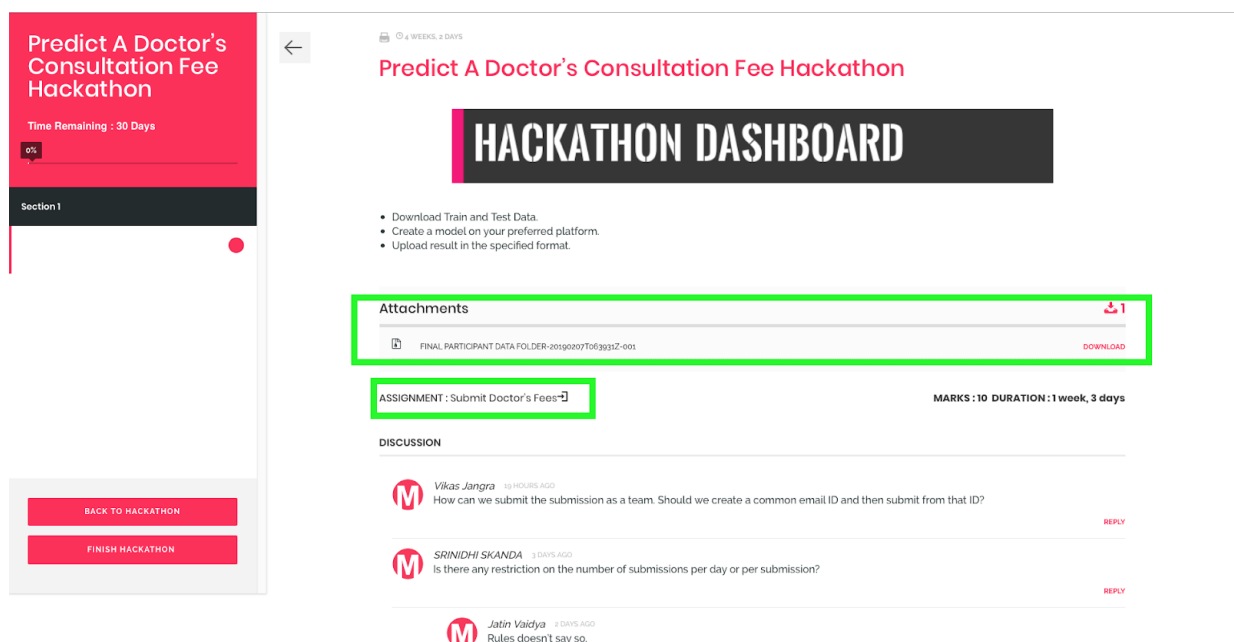 Predict A Doctor's
Consultation Fee
Hackathon
Time Remaining : 30 Days
0%
Section 1
BACK TO HACKATHON
FINISH HACKATHON
4 WEEKS, 2 DAYS
Predict A Doctor's Consultation Fee Hackathon
HACKATHON DASHBOARD
Download Train and Test Data.
Create a model on your preferred platform.
Upload result in the specified format.
Attachments 1
FINAL PARTICIPANT DATA FOLDER-20190207T063931Z-001 DOWNLOAD
ASSIGNMENT : Submit Doctor's Fees MARKS : 10 DURATION : 1 week, 3 days
DISCUSSION
M Vikas Jangra 19 HOURS AGO
How can we submit the submission as a team. Should we create a common email ID and then submit from that ID?
REPLY
M SRINIDHI SKANDA 3 DAYS AGO
Is there any restriction on the number of submissions per day or per submission?
REPLY
M Jatin Vaidya 2 DAYS AGO
Rules doesn't say so.